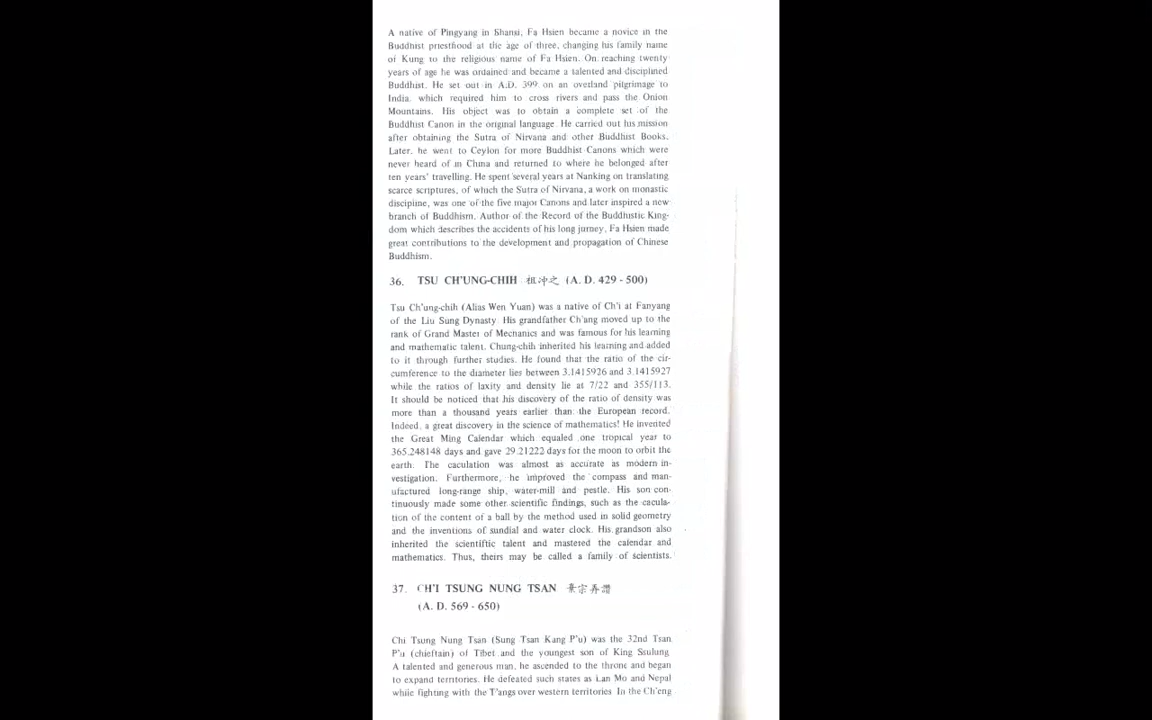 A native of Pingyang in Shansi, Fa Hsien became a novice in the
Buddhist priesthood at the age of three, changing his family name
of Kung to the religious name of Fa Hsien. On reaching twenty
years of age he was ordained and became a talented and disciplined
Buddhist. He set out in A.D. 399 on an overland pilgrimage to
India, which required him to cross rivers and pass the Onion
Mountains. His object was to obtain a complete set of the
Buddhist Canon in the original language. He carried out his mission
after obtaining the Sutra of Nirvana and other Buddhist Books.
Later, he went to Ceylon for more Buddhist Canons which were
never heard of in China and returned to where he belonged after
ten years' travelling. He spent several years at Nanking on translating
scarce scriptures, of which the Sutra of Nirvana, a work on monastic
discipline, was one of the five major Canons and later inspired a new
branch of Buddhism. Author of the Record of the Buddhistic King-
dom which describes the accidents of his long jurney, Fa Hsien made
great contributions to the development and propagation of Chinese
Buddhism.
36. TSU CH'UNG-CHIH 祖冲之 (A. D. 429 - 500)
Tsu Ch'ung-chih (Alias Wen Yuan) was a native of Ch'i at Fanyang
of the Liu Sung Dynasty. His grandfather Ch'ang moved up to the
rank of Grand Master of Mechanics and was famous for his learning
and mathematic talent. Chung-chih inherited his learning and added
to it through further studies. He found that the ratio of the cir-
cumference to the diameter lies between 3.1415926 and 3.1415927
while the ratios of laxity and density lie at 7/22 and 355/113.
It should be noticed that his discovery of the ratio of density was
more than a thousand years earlier than the European record.
Indeed, a great discovery in the science of mathematics! He invented
the Great Ming Calendar which equaled one tropical year to
365.248148 days and gave 29.21222 days for the moon to orbit the
earth. The caculation was almost as accurate as modern in-
vestigation. Furthermore, he improved the compass and man-
ufactured long-range ship, water-mill and pestle. His son con-
tinuously made some other scientific findings, such as the cacula-
tion of the content of a ball by the method used in solid geometry
and the inventions of sundial and water clock. His grandson also
inherited the scientiftic talent and mastered the calendar and
mathematics. Thus, theirs may be called a family of scientists.
37. CH'I TSUNG NUNG TSAN 棄宗弄讚
(A. D. 569 - 650)
Chi Tsung Nung Tsan (Sung Tsan Kang P'u) was the 32nd Tsan
P'u (chieftain) of Tibet and the youngest son of King Ssulung
A talented and generous man, he ascended to the throne and began
to expand territories. He defeated such states as Lan Mo and Nepal
while fighting with the T'angs over western territories In the Ch'eng